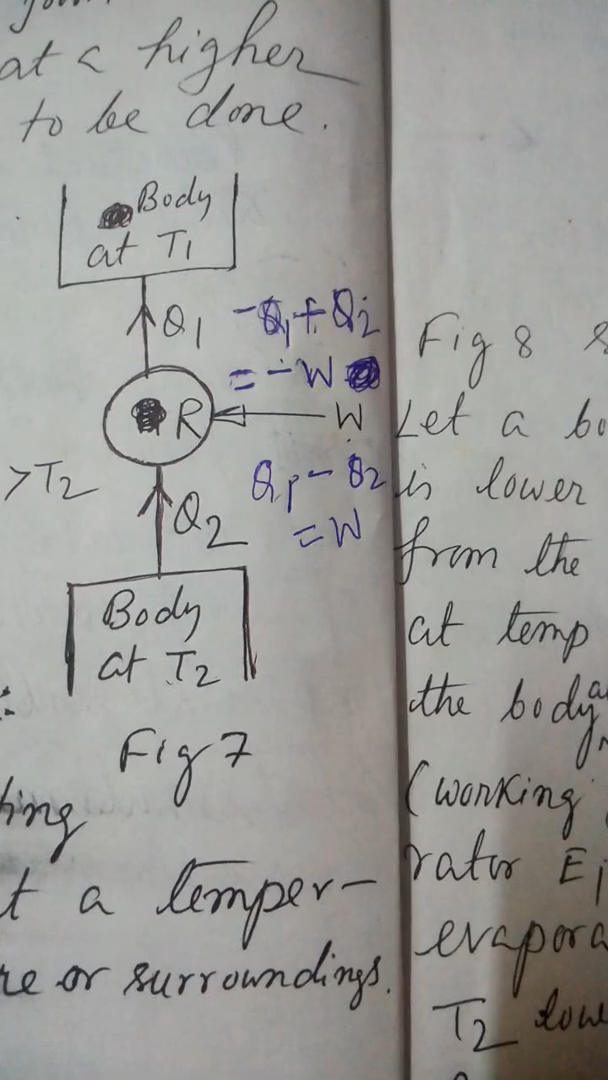 at a higher
to be done.
Body
at T1
Q1
-Q1+Q2
=-W
R
W
>T2
Q1-Q2
=W
Q2
Body
at T2
Fig 7
ting
t a temper-
re or surroundings.
Fig 8
Let a bo
is lower
from the
at temp
the body
(working
rator E
evapora
T2 low